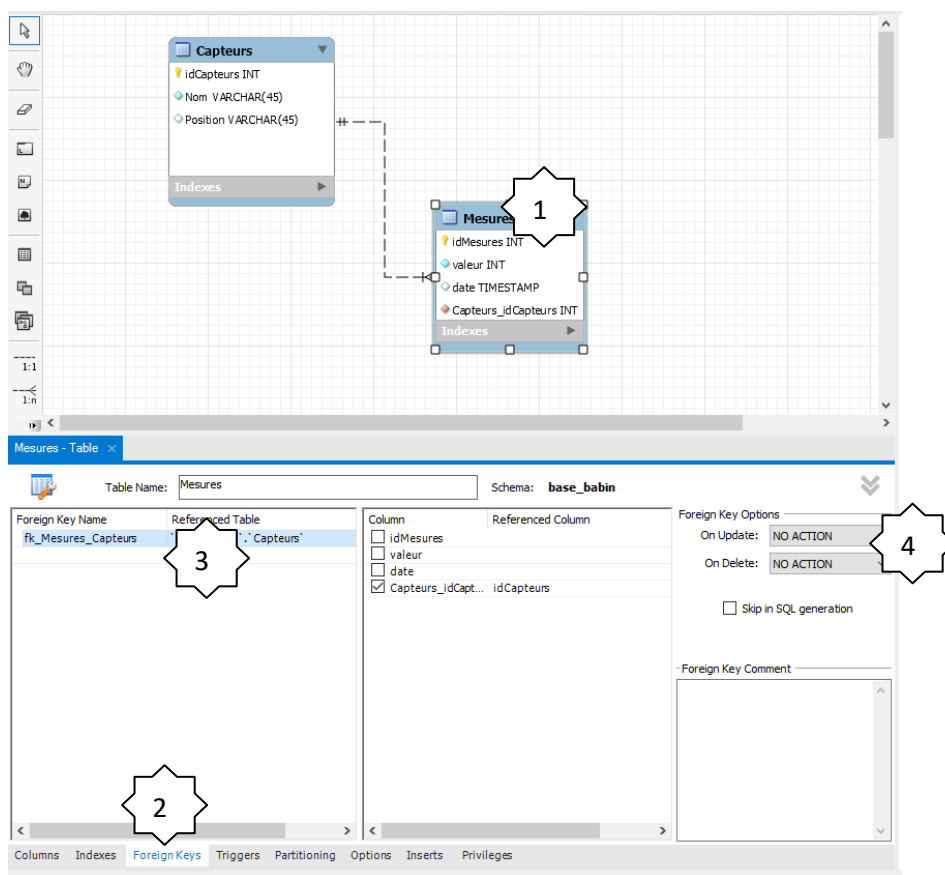 Capteurs
idCapteurs INT
Nom VARCHAR(45)
Position VARCHAR(45)
Indexes
1
Mesures
idMesures INT
valeur INT
date TIMESTAMP
Capteurs_idCapteurs INT
Indexes
1:1
1:n
Mesures - Table
Table Name: Mesures Schema: base_babin
Foreign Key Name Referenced Table
fk_Mesures_Capteurs `.`Capteurs`
3
Column Referenced Column
idMesures
valeur
date
Capteurs_idCapt... idCapteurs
Foreign Key Options
On Update: NO ACTION
On Delete: NO ACTION
4
Skip in SQL generation
Foreign Key Comment
2
Columns Indexes Foreign Keys Triggers Partitioning Options Inserts Privileges